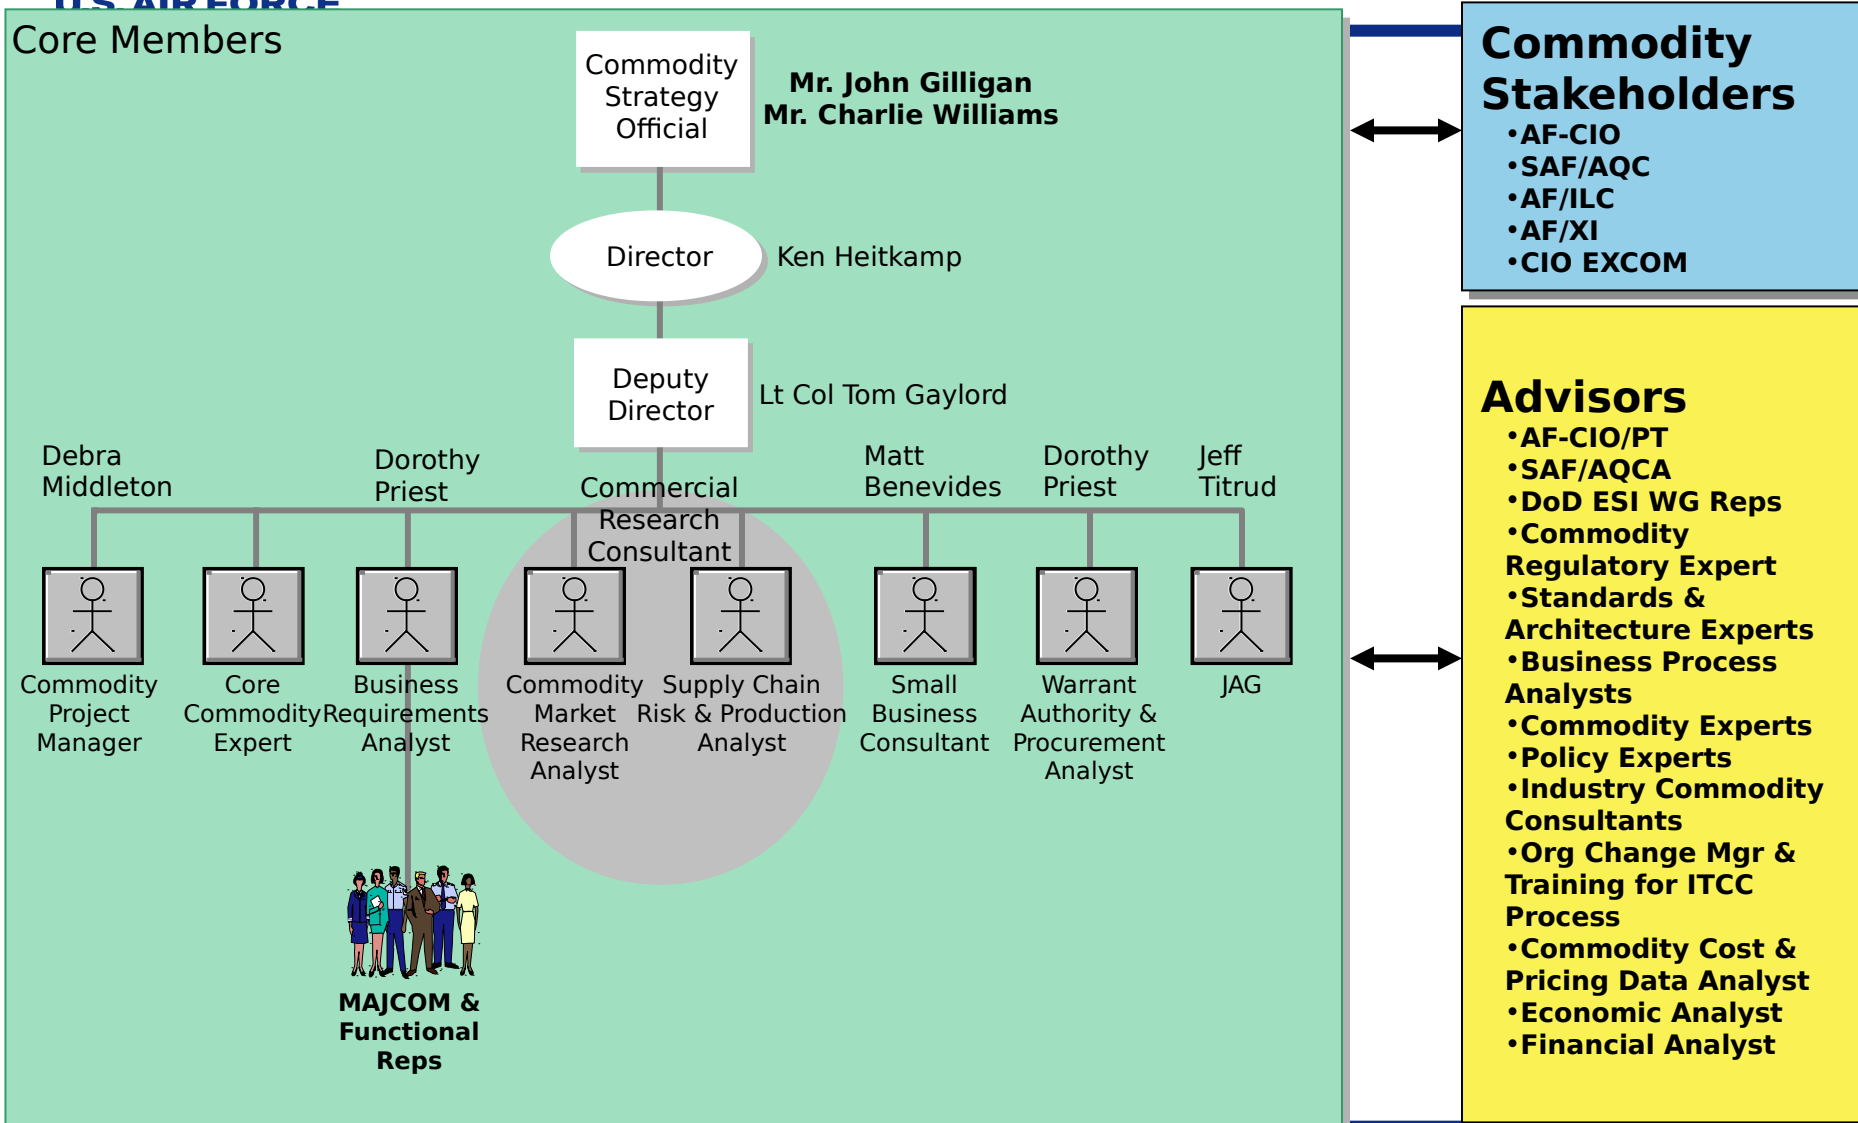 U.S. AIR FORCE
Core Members
Commodity
Strategy
Official
Mr. John Gilligan
Mr. Charlie Williams
Director
Ken Heitkamp
Deputy
Director
Lt Col Tom Gaylord
Debra
Middleton
Dorothy
Priest
Commercial
Research
Consultant
Matt
Benevides
Dorothy
Priest
Jeff
Titrud
Commodity
Project
Manager
Core
Commodity
Expert
Business
Requirements
Analyst
Commodity
Market
Research
Analyst
Supply Chain
Risk & Production
Analyst
Small
Business
Consultant
Warrant
Authority &
Procurement
Analyst
JAG
MAJCOM &
Functional
Reps
Commodity
Stakeholders
•AF-CIO
•SAF/AQC
•AF/ILC
•AF/XI
•CIO EXCOM
Advisors
•AF-CIO/PT
•SAF/AQCA
•DoD ESI WG Reps
•Commodity
Regulatory Expert
•Standards &
Architecture Experts
•Business Process
Analysts
•Commodity Experts
•Policy Experts
•Industry Commodity
Consultants
•Org Change Mgr &
Training for ITCC
Process
•Commodity Cost &
Pricing Data Analyst
•Economic Analyst
•Financial Analyst